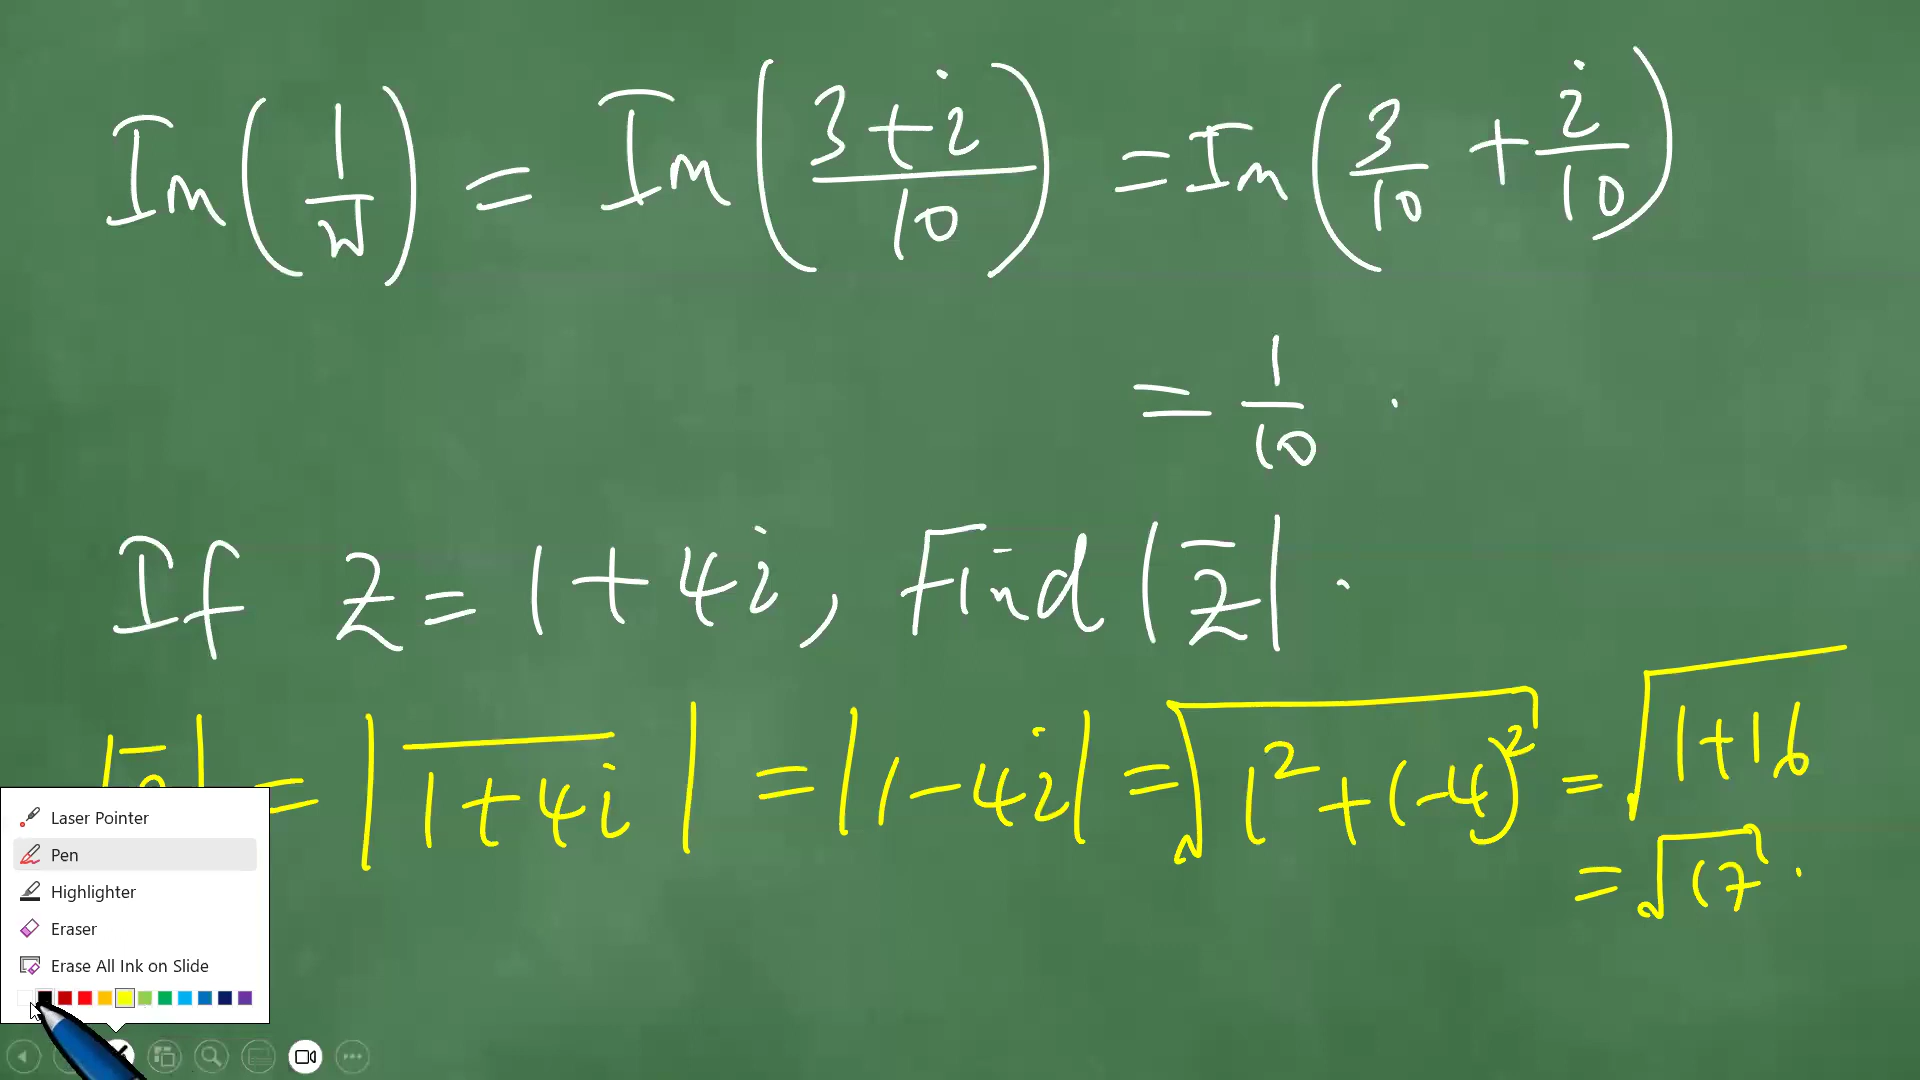 Im(1/w) = Im((3+i)/10) = Im(3/10 + i/10)
= 1/10 .
If z = 1+4i, Find |z̅| .
= |1+4i̅| = |1-4i| = √(1²+(-4)²) = √(1+16)
= √17 .
Laser Pointer
Pen
Highlighter
Eraser
Erase All Ink on Slide